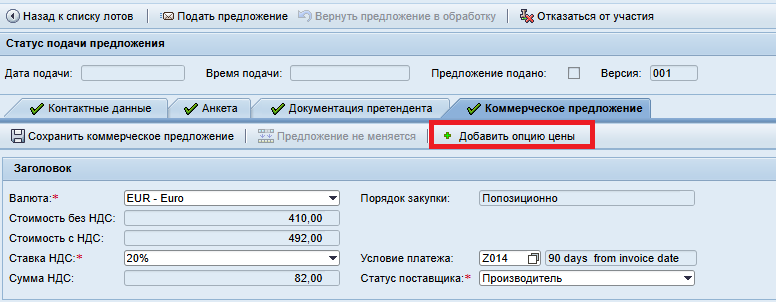 Назад к списку лотов Подать предложение Вернуть предложение в обработку Отказаться от участия
Статус подачи предложения
Дата подачи: Время подачи: Предложение подано: Версия: 001
Контактные данные Анкета Документация претендента Коммерческое предложение
Сохранить коммерческое предложение Предложение не меняется Добавить опцию цены
Заголовок
Валюта:* EUR - Euro Порядок закупки: Попозиционно
Стоимость без НДС: 410,00
Стоимость с НДС: 492,00
Ставка НДС:* 20% Условие платежа: Z014 90 days from invoice date
Сумма НДС: 82,00 Статус поставщика:* Производитель